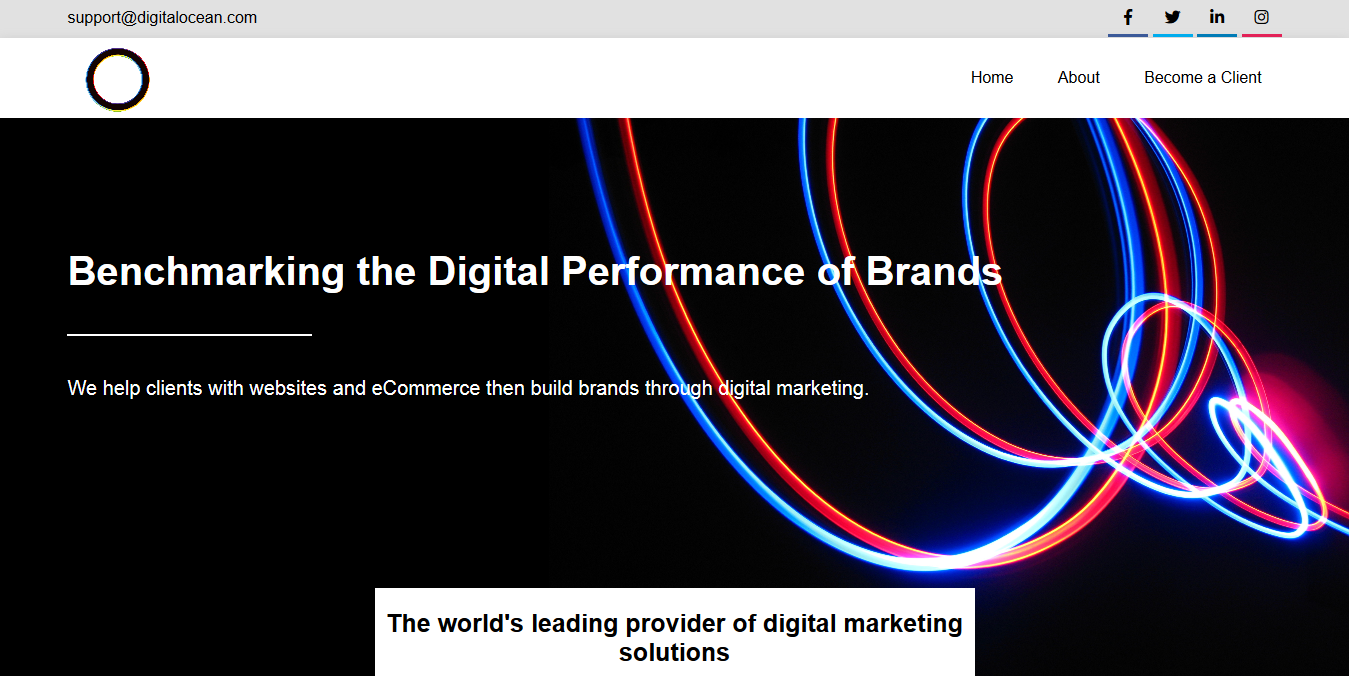 support@digitalocean.com
Home About Become a Client
Benchmarking the Digital Performance of Brands
We help clients with websites and eCommerce then build brands through digital marketing.
The world's leading provider of digital marketing
solutions